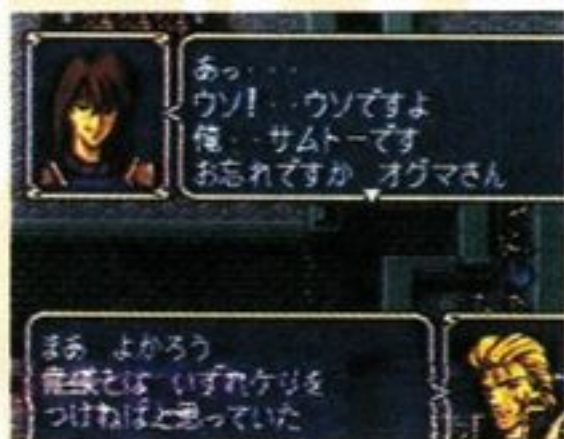 あっ・・・
ウソ!・・ウソですよ
俺・・サムトーです
お忘れですか オグマさん
まあ よかろう
とは いずれケリを
つけねばと思っていた